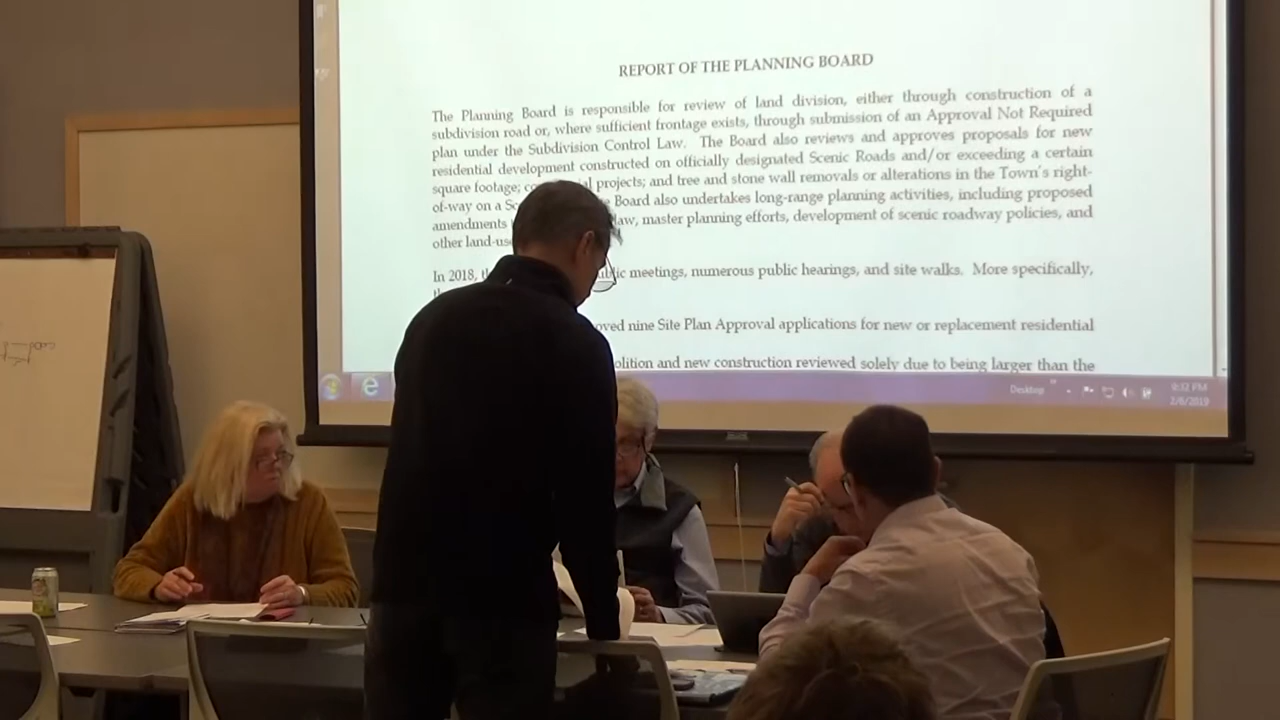 REPORT OF THE PLANNING BOARD
The Planning Board is responsible for review of land division, either through construction of a
subdivision road or, where sufficient frontage exists, through submission of an Approval Not Required
plan under the Subdivision Control Law. The Board also reviews and approves proposals for new
residential development constructed on officially designated Scenic Roads and/or exceeding a certain
square footage; projects; and tree and stone wall removals or alterations in the Town's right-
of-way on a Board also undertakes long-range planning activities, including proposed
amendments law, master planning efforts, development of scenic roadway policies, and
other
In 2018, meetings, numerous public hearings, and site walks. More specifically,
nine Site Plan Approval applications for new or replacement residential
and new construction reviewed solely due to being larger than the
Desktop
9:32 PM
2/6/2019